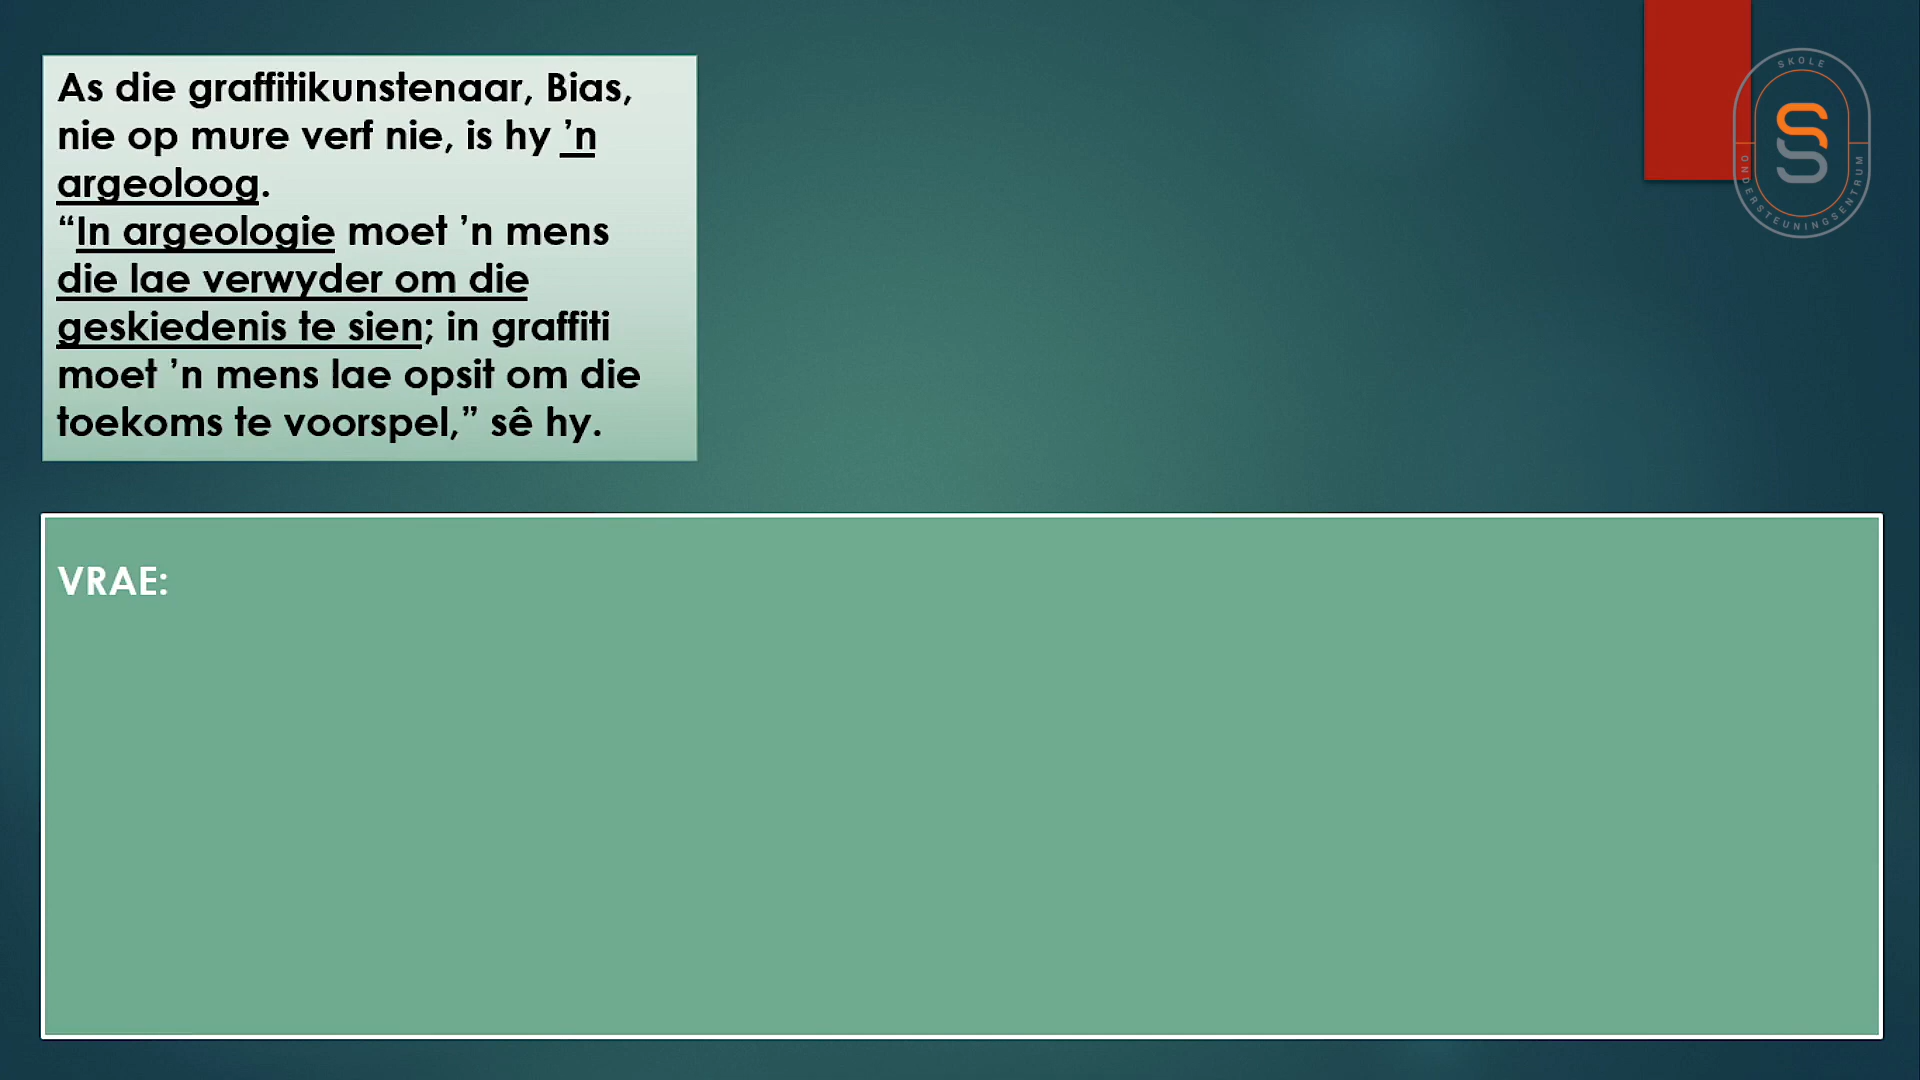 As die graffitikunstenaar, Bias,
nie op mure verf nie, is hy ’n
argeoloog.
“In argeologie moet ’n mens
die lae verwyder om die
geskiedenis te sien; in graffiti
moet ’n mens lae opsit om die
toekoms te voorspel,” sê hy.
VRAE:
SKOLE
ONDERSTEUNINGSENTRUM